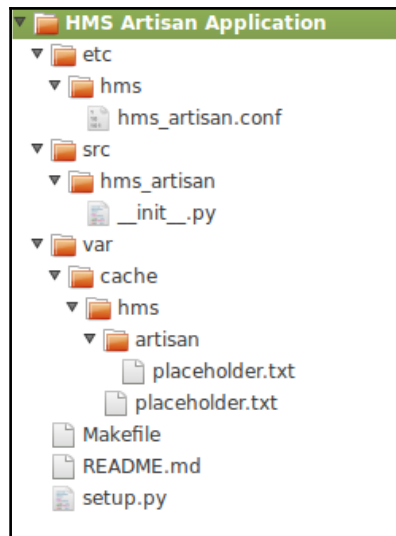 HMS Artisan Application
etc
hms
hms_artisan.conf
src
hms_artisan
__init__.py
var
cache
hms
artisan
placeholder.txt
placeholder.txt
Makefile
README.md
setup.py